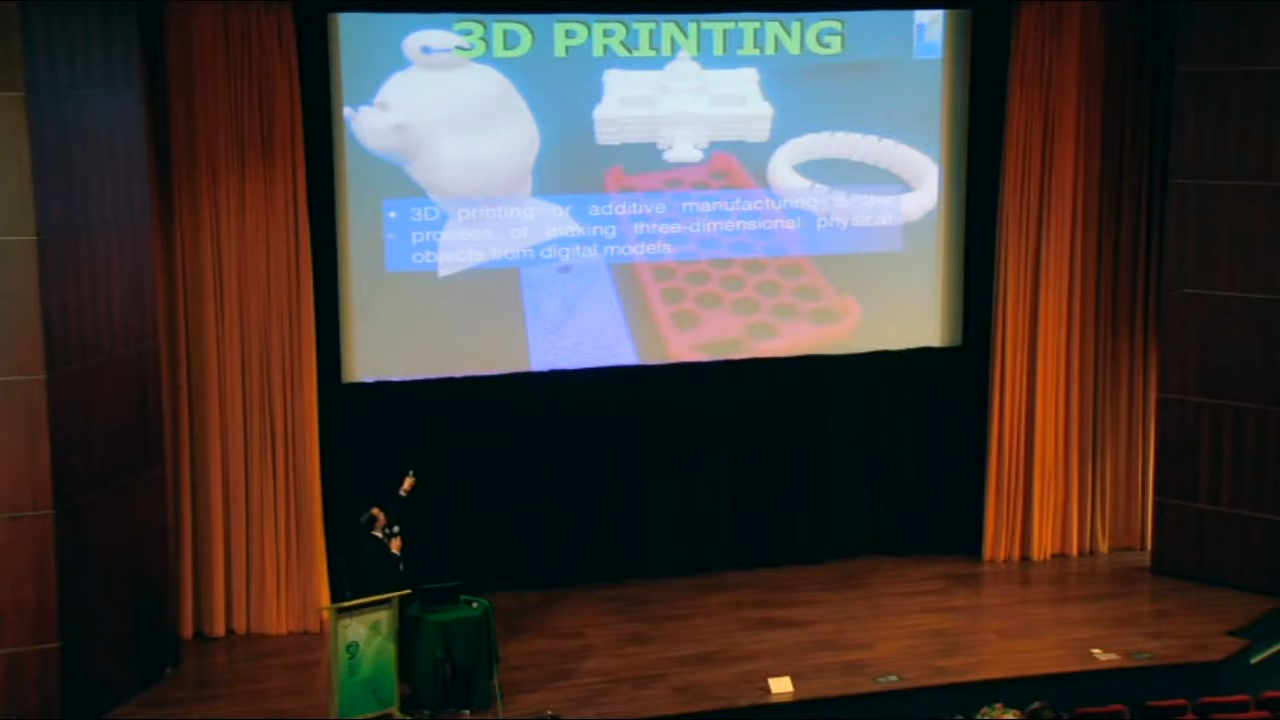 3D PRINTING
• 3D printing or additive manufacturing
process of making three-dimensional physical
objects from digital models